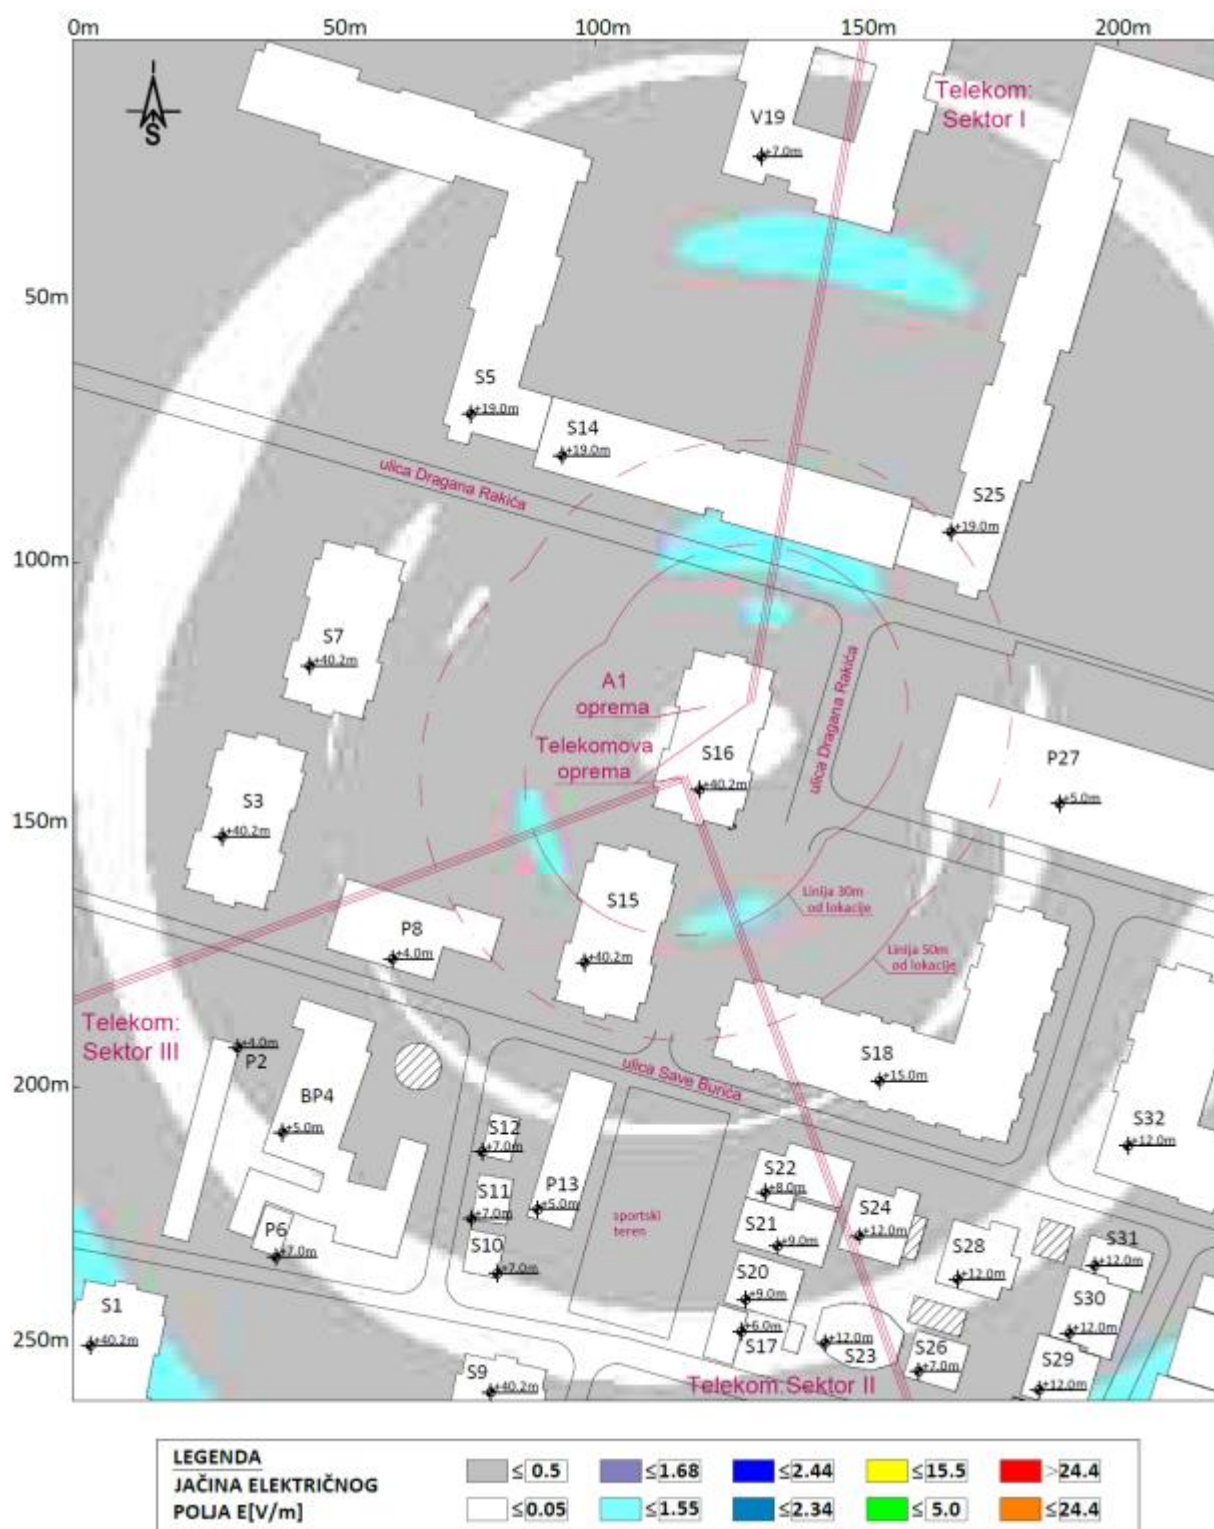 0m
50m
100m
150m
200m
0m
S
V19
+7.0m
Telekom:
Sektor I
50m
S5
+19.0m
S14
+19.0m
ulica Dragana Rakića
S25
+19.0m
100m
S7
+40.2m
A1
oprema
Telekomova
oprema
S16
+40.2m
ulica Dragana Rakića
P27
+5.0m
150m
S3
+40.2m
S15
+40.2m
Linija 30m
od lokacije
P8
+4.0m
Linija 50m
od lokacije
Telekom:
Sektor III
+4.0m
P2
S18
+15.0m
ulica Save Burića
200m
BP4
+5.0m
S12
+7.0m
S32
+12.0m
S22
+8.0m
P13
+5.0m
S11
+7.0m
sportski
teren
S21
+9.0m
S24
+12.0m
P6
+7.0m
S10
+7.0m
S28
+12.0m
S31
+12.0m
S20
+9.0m
S1
+40.2m
S30
+12.0m
250m
+6.0m
S17
+12.0m
S23
S26
+7.0m
S29
+12.0m
S9
+40.2m
Telekom:Sektor II
LEGENDA
JAČINA ELEKTRIČNOG
POLJA E[V/m]
≤ 0.5
≤1.68
≤2.44
≤15.5
>24.4
≤0.05
≤1.55
≤2.34
≤ 5.0
≤24.4